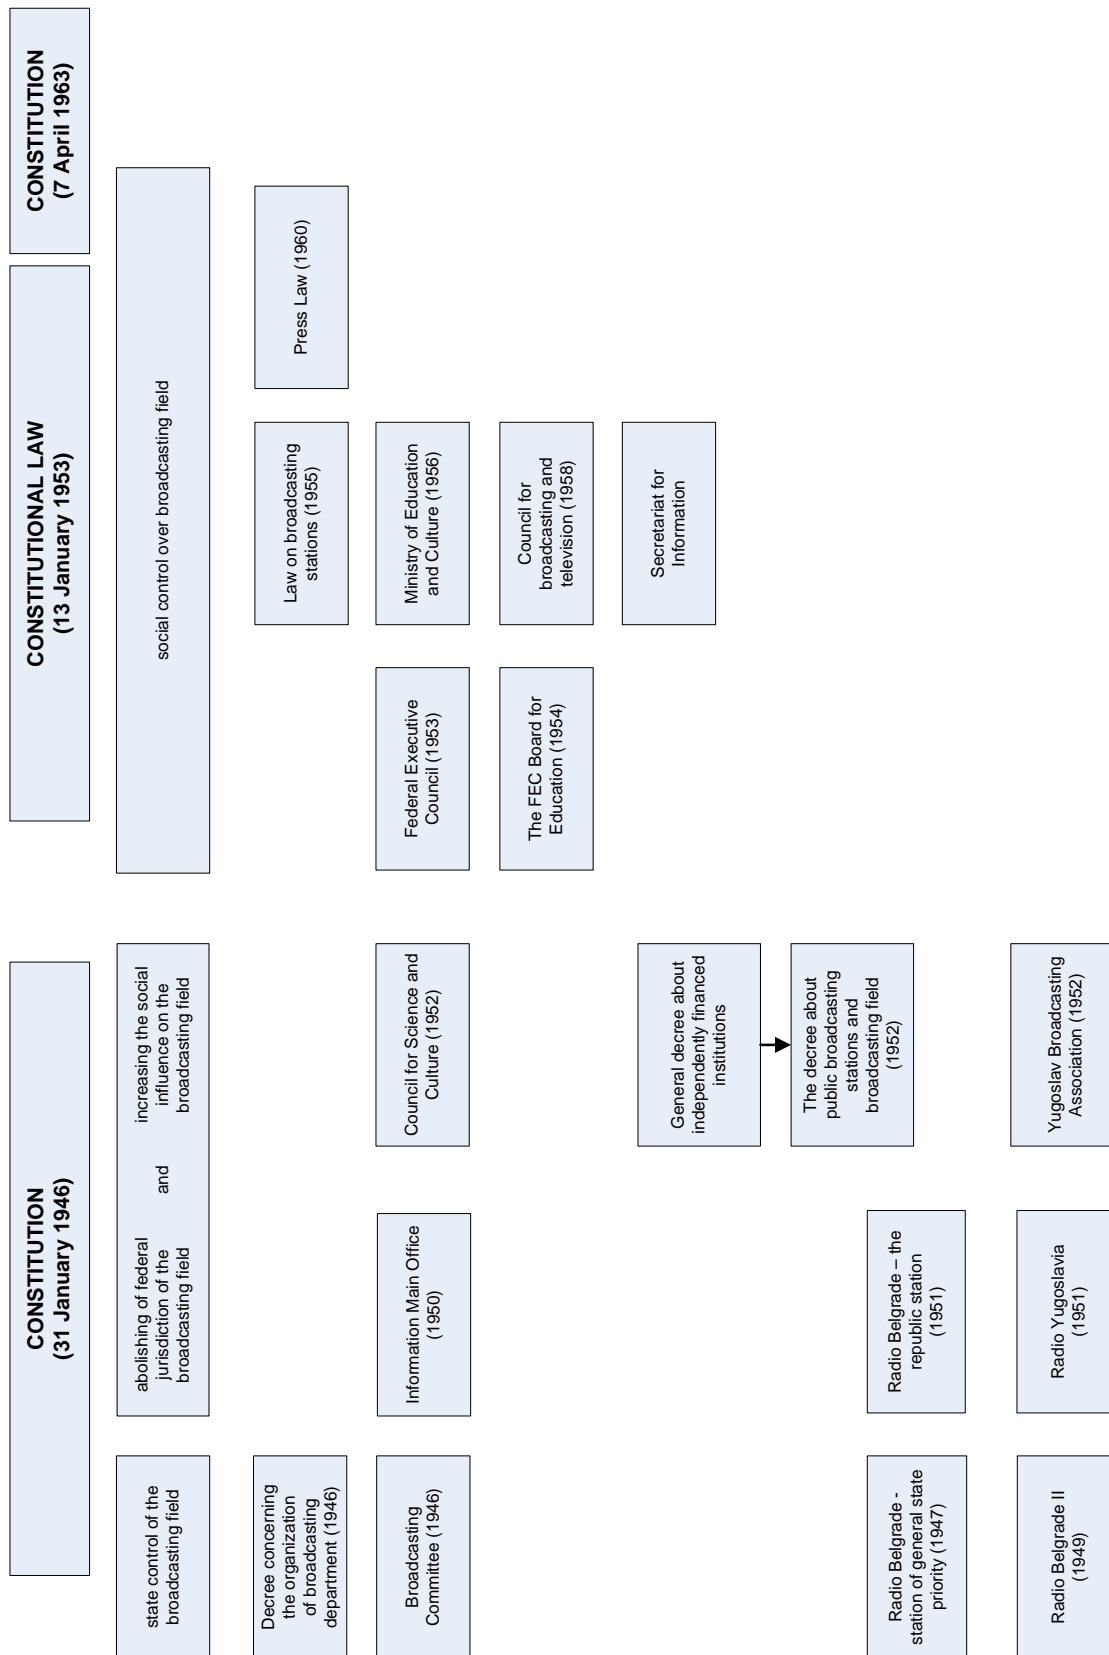 CONSTITUTION
(31 January 1946)
CONSTITUTIONAL LAW
(13 January 1953)
CONSTITUTION
(7 April 1963)
state control of the
broadcasting field
abolishing of federal
jurisdiction of the
broadcasting field
and
increasing the social
influence on the
broadcasting field
social control over broadcasting field
Decree concerning
the organization
of broadcasting
department (1946)
Law on broadcasting
stations (1955)
Press Law (1960)
Broadcasting
Committee (1946)
Information Main Office
(1950)
Council for Science and
Culture (1952)
Federal Executive
Council (1953)
Ministry of Education
and Culture (1956)
The FEC Board for
Education (1954)
Council for
broadcasting and
television (1958)
Secretariat for
Information
General decree about
independently financed
institutions
The decree about
public broadcasting
stations and
broadcasting field
(1952)
Radio Belgrade -
station of general state
priority (1947)
Radio Belgrade – the
republic station
(1951)
Radio Belgrade II
(1949)
Radio Yugoslavia
(1951)
Yugoslav Broadcasting
Association (1952)